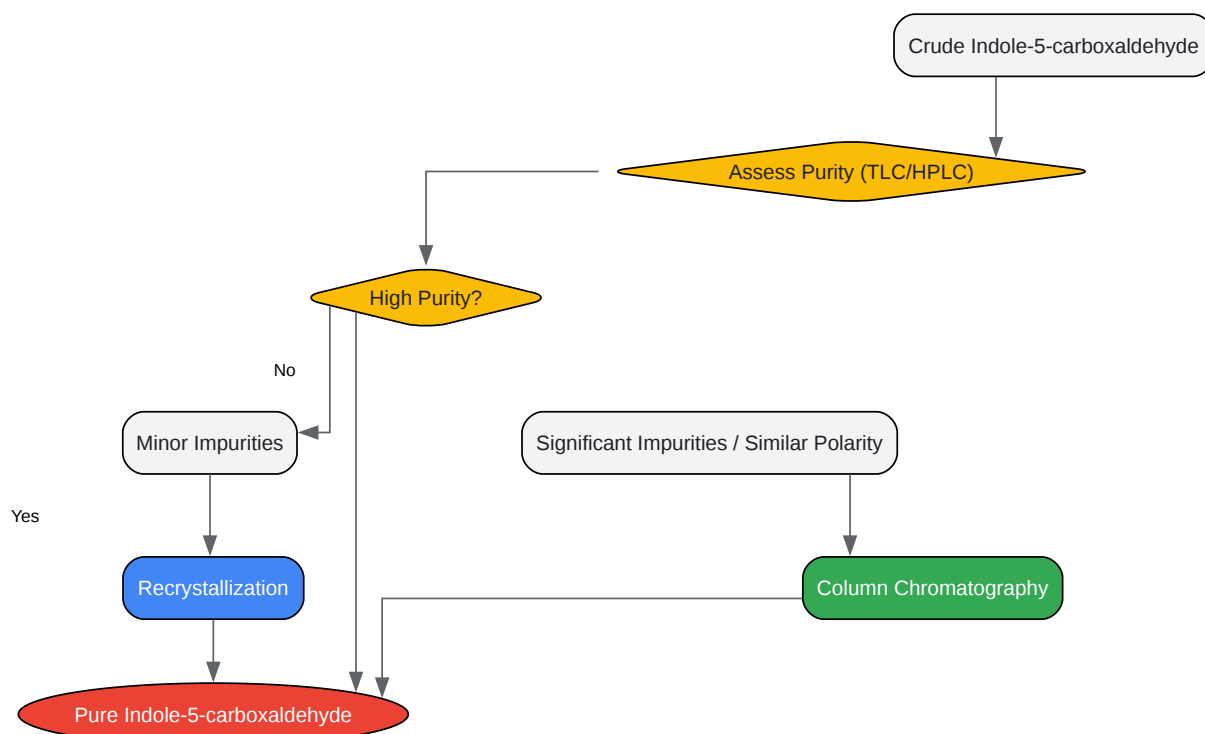 Crude Indole-5-carboxaldehyde
Assess Purity (TLC/HPLC)
High Purity?
No
Minor Impurities
Significant Impurities / Similar Polarity
Yes
Recrystallization
Column Chromatography
Pure Indole-5-carboxaldehyde